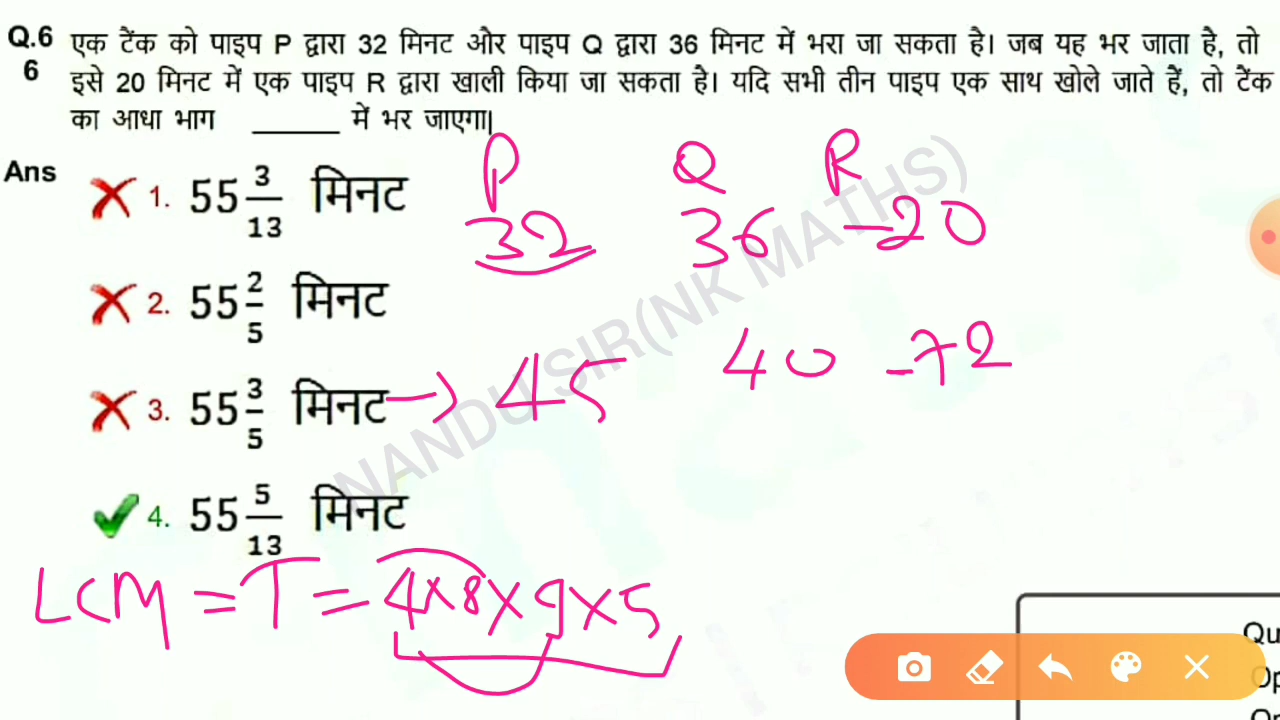 Q.6 एक टैंक को पाइप P द्वारा 32 मिनट और पाइप Q द्वारा 36 मिनट में भरा जा सकता है। जब यह भर जाता है, तो
6 इसे 20 मिनट में एक पाइप R द्वारा खाली किया जा सकता है। यदि सभी तीन पाइप एक साथ खोले जाते हैं, तो टैंक
का आधा भाग ______ में भर जाएगा।
Ans
1. 55 3/13 मिनट
2. 55 2/5 मिनट
3. 55 3/5 मिनट
4. 55 5/13 मिनट
P Q R
32 36 -20
→ 45 40 -72
LCM = T = 4×8×9×5
NANDU SIR(NK MATHS)
Qu
Op